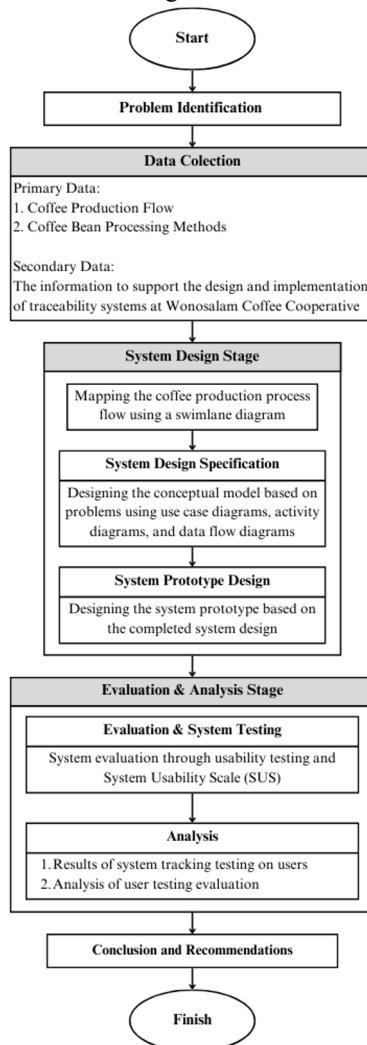 Start
Problem Identification
Data Colection
Primary Data:
1. Coffee Production Flow
2. Coffee Bean Processing Methods
Secondary Data:
The information to support the design and implementation
of traceability systems at Wonosalam Coffee Cooperative
System Design Stage
Mapping the coffee production process
flow using a swimlane diagram
System Design Specification
Designing the conceptual model based on
problems using use case diagrams, activity
diagrams, and data flow diagrams
System Prototype Design
Designing the system prototype based on
the completed system design
Evaluation & Analysis Stage
Evaluation & System Testing
System evaluation through usability testing and
System Usability Scale (SUS)
Analysis
1. Results of system tracking testing on users
2. Analysis of user testing evaluation
Conclusion and Recommendations
Finish